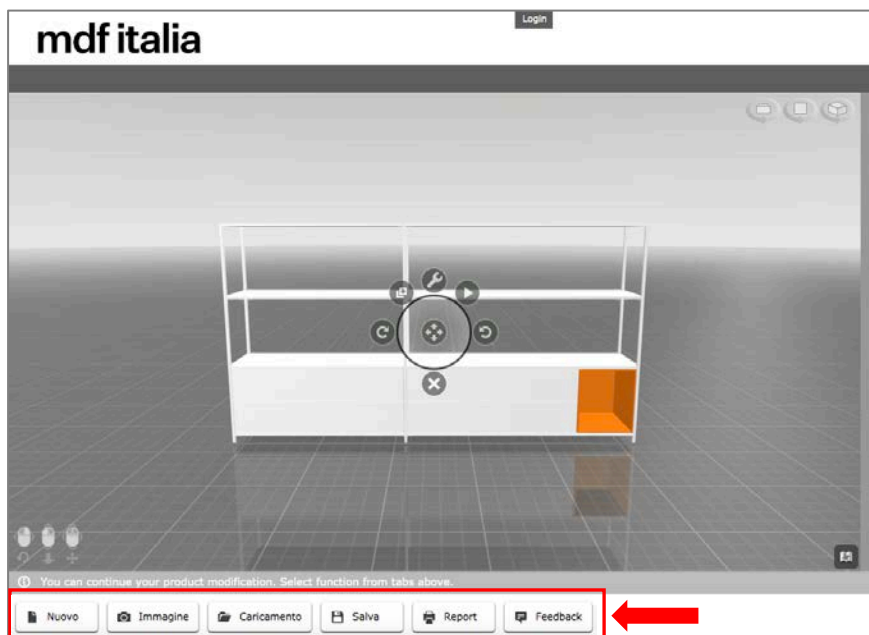 Login
mdf italia
You can continue your product modification. Select function from tabs above.
Nuovo Immagine Caricamento Salva Report Feedback